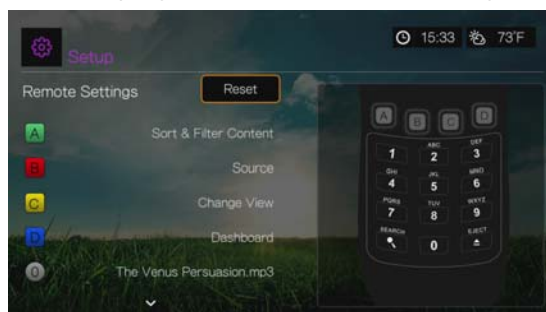 15:33 73°F
Setup
Remote Settings Reset
A Sort & Filter Content
B Source
C Change View
D Dashboard
0 The Venus Persuasion.mp3
A B C D
ABC DEF
1 2 3
GHI JKL MNO
4 5 6
PQRS TUV WXYZ
7 8 9
SEARCH EJECT
0